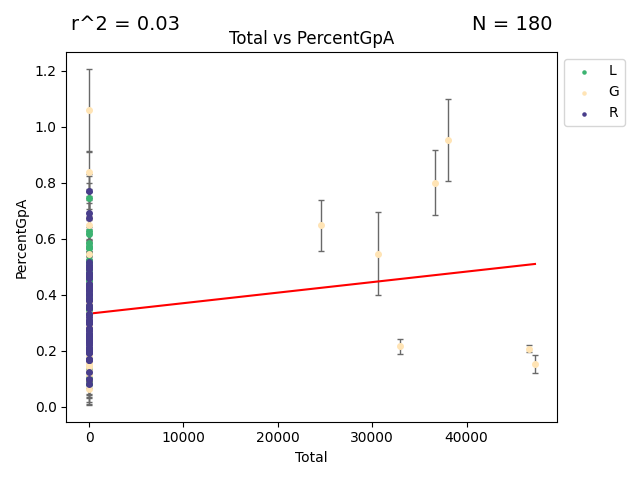 r^2 = 0.03
N = 180
Total vs PercentGpA
L
G
R
PercentGpA
1.2
1.0
0.8
0.6
0.4
0.2
0.0
0
10000
20000
30000
40000
Total